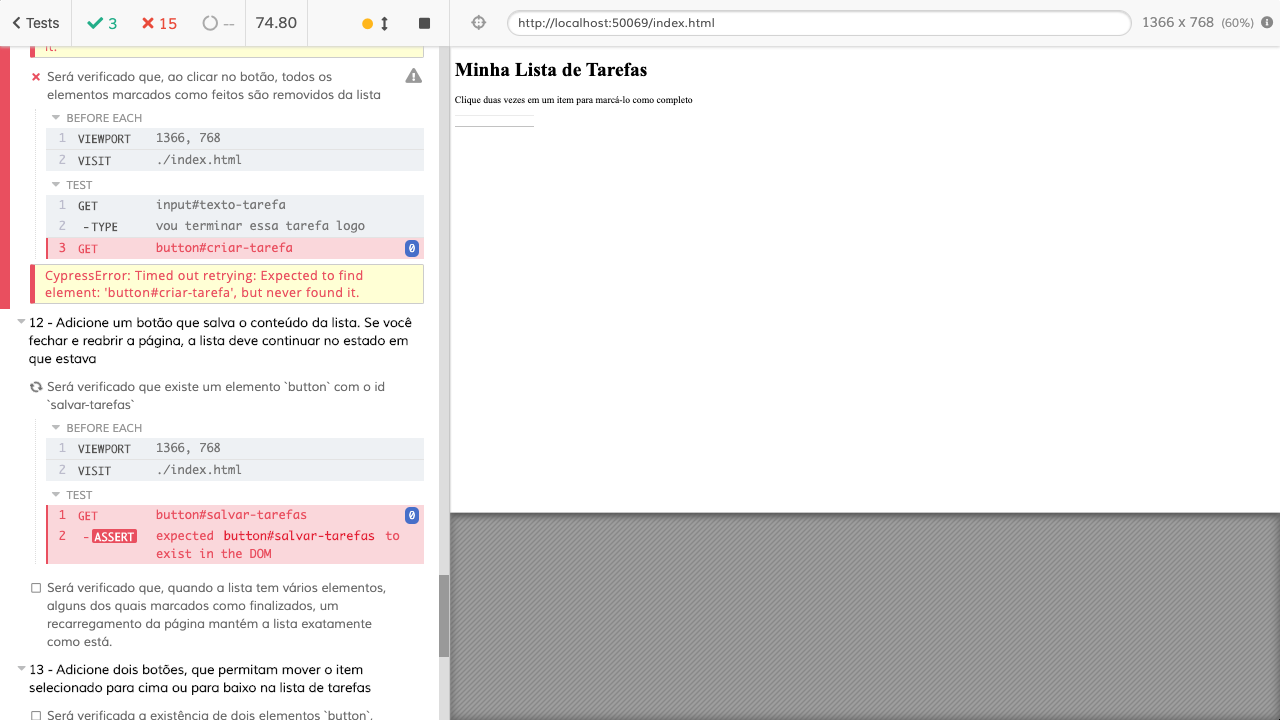 Tests
3
15
--
74.80
http://localhost:50069/index.html
1366 x 768 (60%)
it.
Será verificado que, ao clicar no botão, todos os
elementos marcados como feitos são removidos da lista
BEFORE EACH
1 VIEWPORT 1366, 768
2 VISIT ./index.html
TEST
1 GET input#texto-tarefa
2 -TYPE vou terminar essa tarefa logo
3 GET button#criar-tarefa 0
CypressError: Timed out retrying: Expected to find
element: 'button#criar-tarefa', but never found it.
12 - Adicione um botão que salva o conteúdo da lista. Se você
fechar e reabrir a página, a lista deve continuar no estado em
que estava
Será verificado que existe um elemento `button` com o id
`salvar-tarefas`
BEFORE EACH
1 VIEWPORT 1366, 768
2 VISIT ./index.html
TEST
1 GET button#salvar-tarefas 0
2 -ASSERT expected button#salvar-tarefas to
exist in the DOM
Será verificado que, quando a lista tem vários elementos,
alguns dos quais marcados como finalizados, um
recarregamento da página mantém a lista exatamente
como está.
13 - Adicione dois botões, que permitam mover o item
selecionado para cima ou para baixo na lista de tarefas
Será verificada a existência de dois elementos `button`,
Minha Lista de Tarefas
Clique duas vezes em um item para marcá-lo como completo